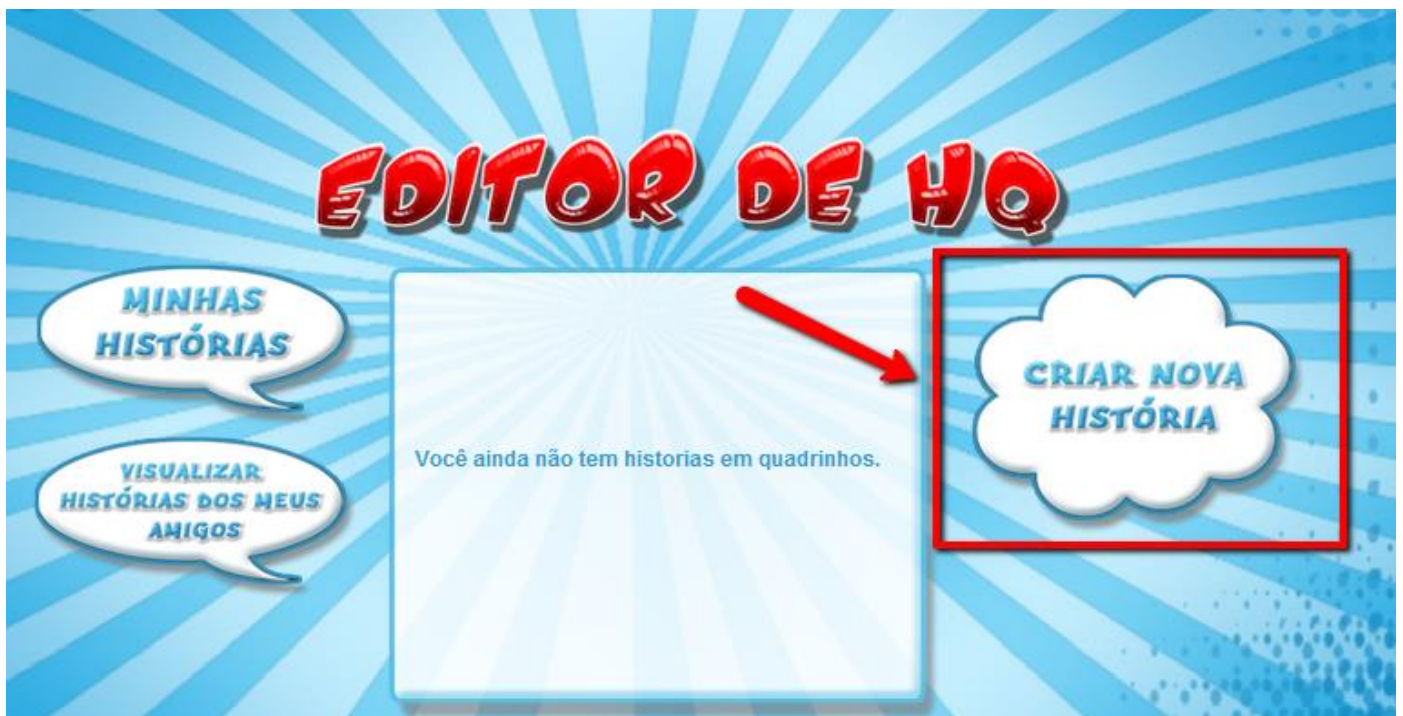 EDITOR DE HQ
MINHAS
HISTÓRIAS
VISUALIZAR
HISTÓRIAS DOS MEUS
AMIGOS
Você ainda não tem historias em quadrinhos.
CRIAR NOVA
HISTÓRIA